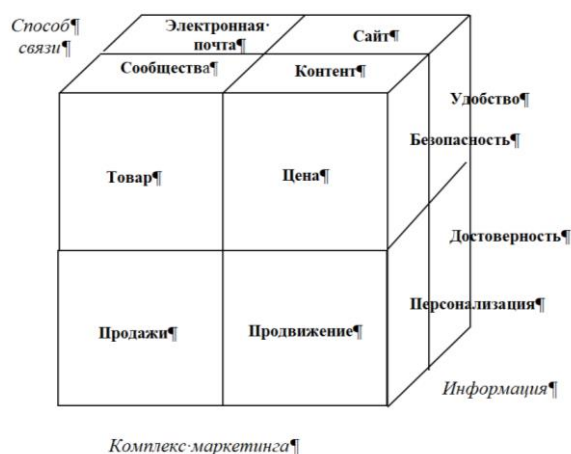 Способ¶
связи¶
Электронная·
почта¶
Сайт¶
Сообщества¶
Контент¶
Удобство¶
Безопасность¶
Товар¶
Цена¶
Достоверность¶
Персонализация¶
Продажи¶
Продвижение¶
Информация¶
Комплекс·маркетинга¶